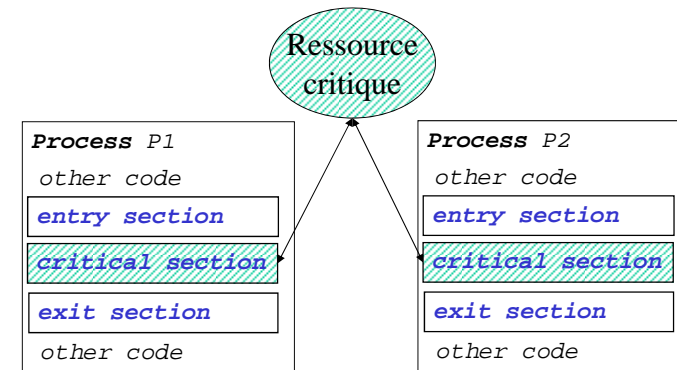 Ressource
critique
Process P1
other code
entry section
critical section
exit section
other code
Process P2
other code
entry section
critical section
exit section
other code